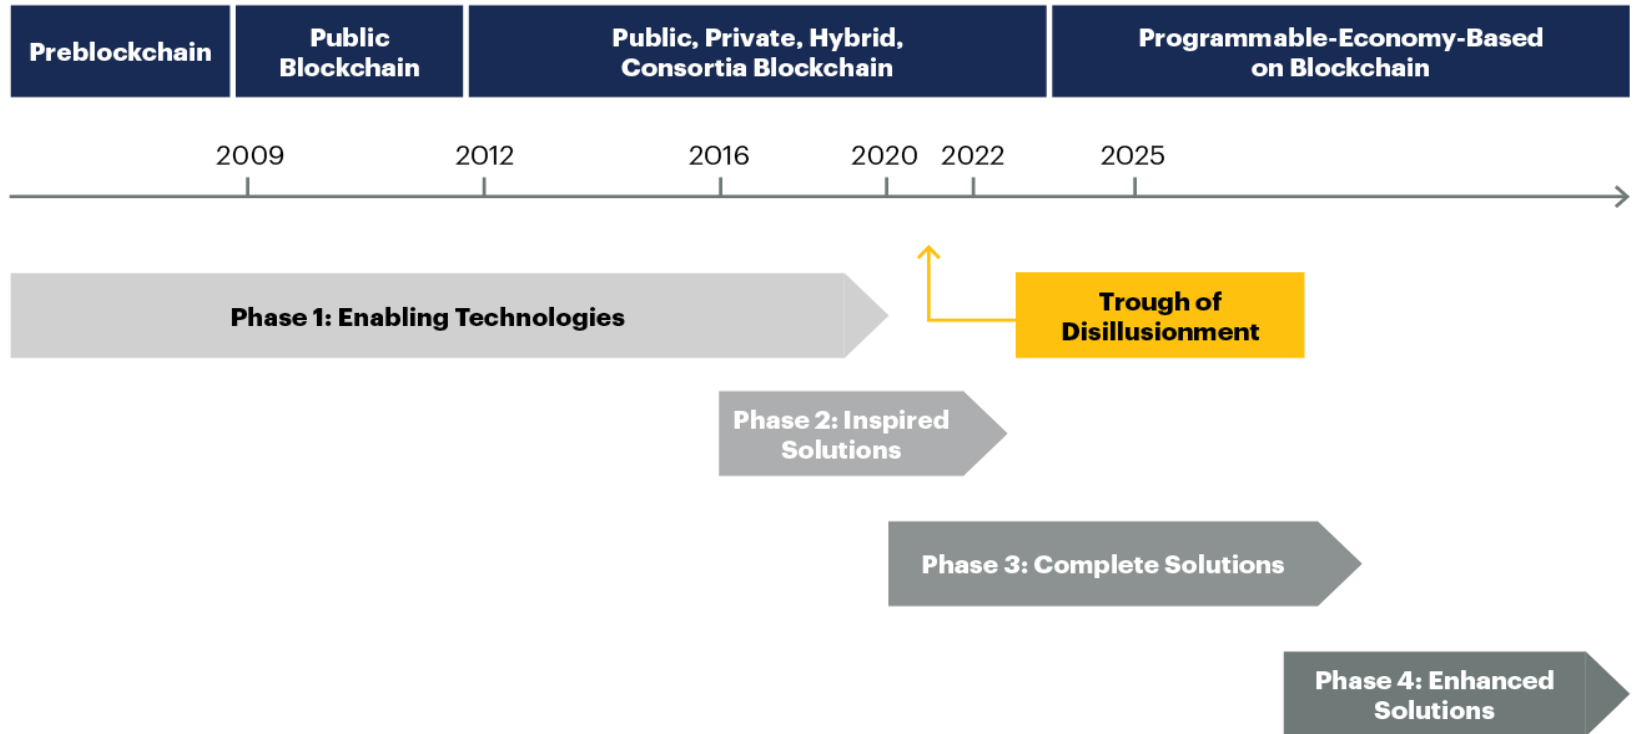 Preblockchain
Public
Blockchain
Public, Private, Hybrid,
Consortia Blockchain
Programmable-Economy-Based
on Blockchain
2009
2012
2016
2020
2022
2025
Phase 1: Enabling Technologies
Trough of
Disillusionment
Phase 2: Inspired
Solutions
Phase 3: Complete Solutions
Phase 4: Enhanced
Solutions